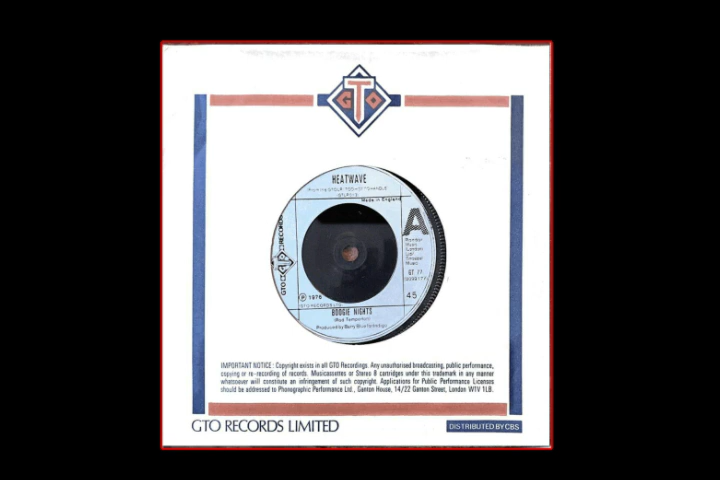 GTO
HEATWAVE
Made in England
A
GTO RECORDS
GT 77
45
℗ 1976
BOOGIE NIGHTS
(Rod Temperton)
Produced by Barry Blue
IMPORTANT NOTICE : Copyright exists in all GTO Recordings. Any unauthorised broadcasting, public performance,
copying or re-recording of records. Musicassettes or Stereo 8 cartridges under this trademark in any manner
whatsoever will constitute an infringement of such copyright. Applications for Public Performance Licenses
should be addressed to Phonographic Performance Ltd., Ganton House, 14/22 Ganton Street, London W1V 1LB.
GTO RECORDS LIMITED
DISTRIBUTED BY CBS